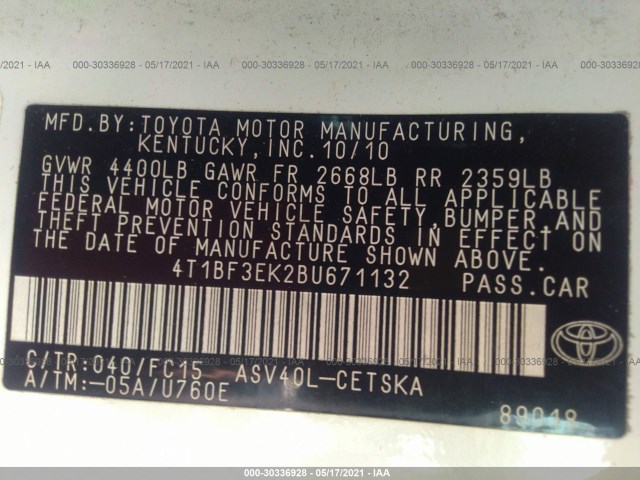 000-30336928 - 05/17/2021 - IAA
MFD.BY:TOYOTA MOTOR MANUFACTURING,
KENTUCKY,INC.10/10
GVWR 4400LB GAWR FR 2668LB RR 2359LB
THIS VEHICLE CONFORMS TO ALL APPLICABLE
FEDERAL MOTOR VEHICLE SAFETY,BUMPER,AND
THEFT PREVENTION STANDARDS IN EFFECT ON
THE DATE OF MANUFACTURE SHOWN ABOVE.
4T1BF3EK2BU671132 PASS.CAR
C/TR:040/FC15 ASV40L-CETSKA
A/TM:-05A/U760E
89048
000-30336928 - 05/17/2021 - IAA